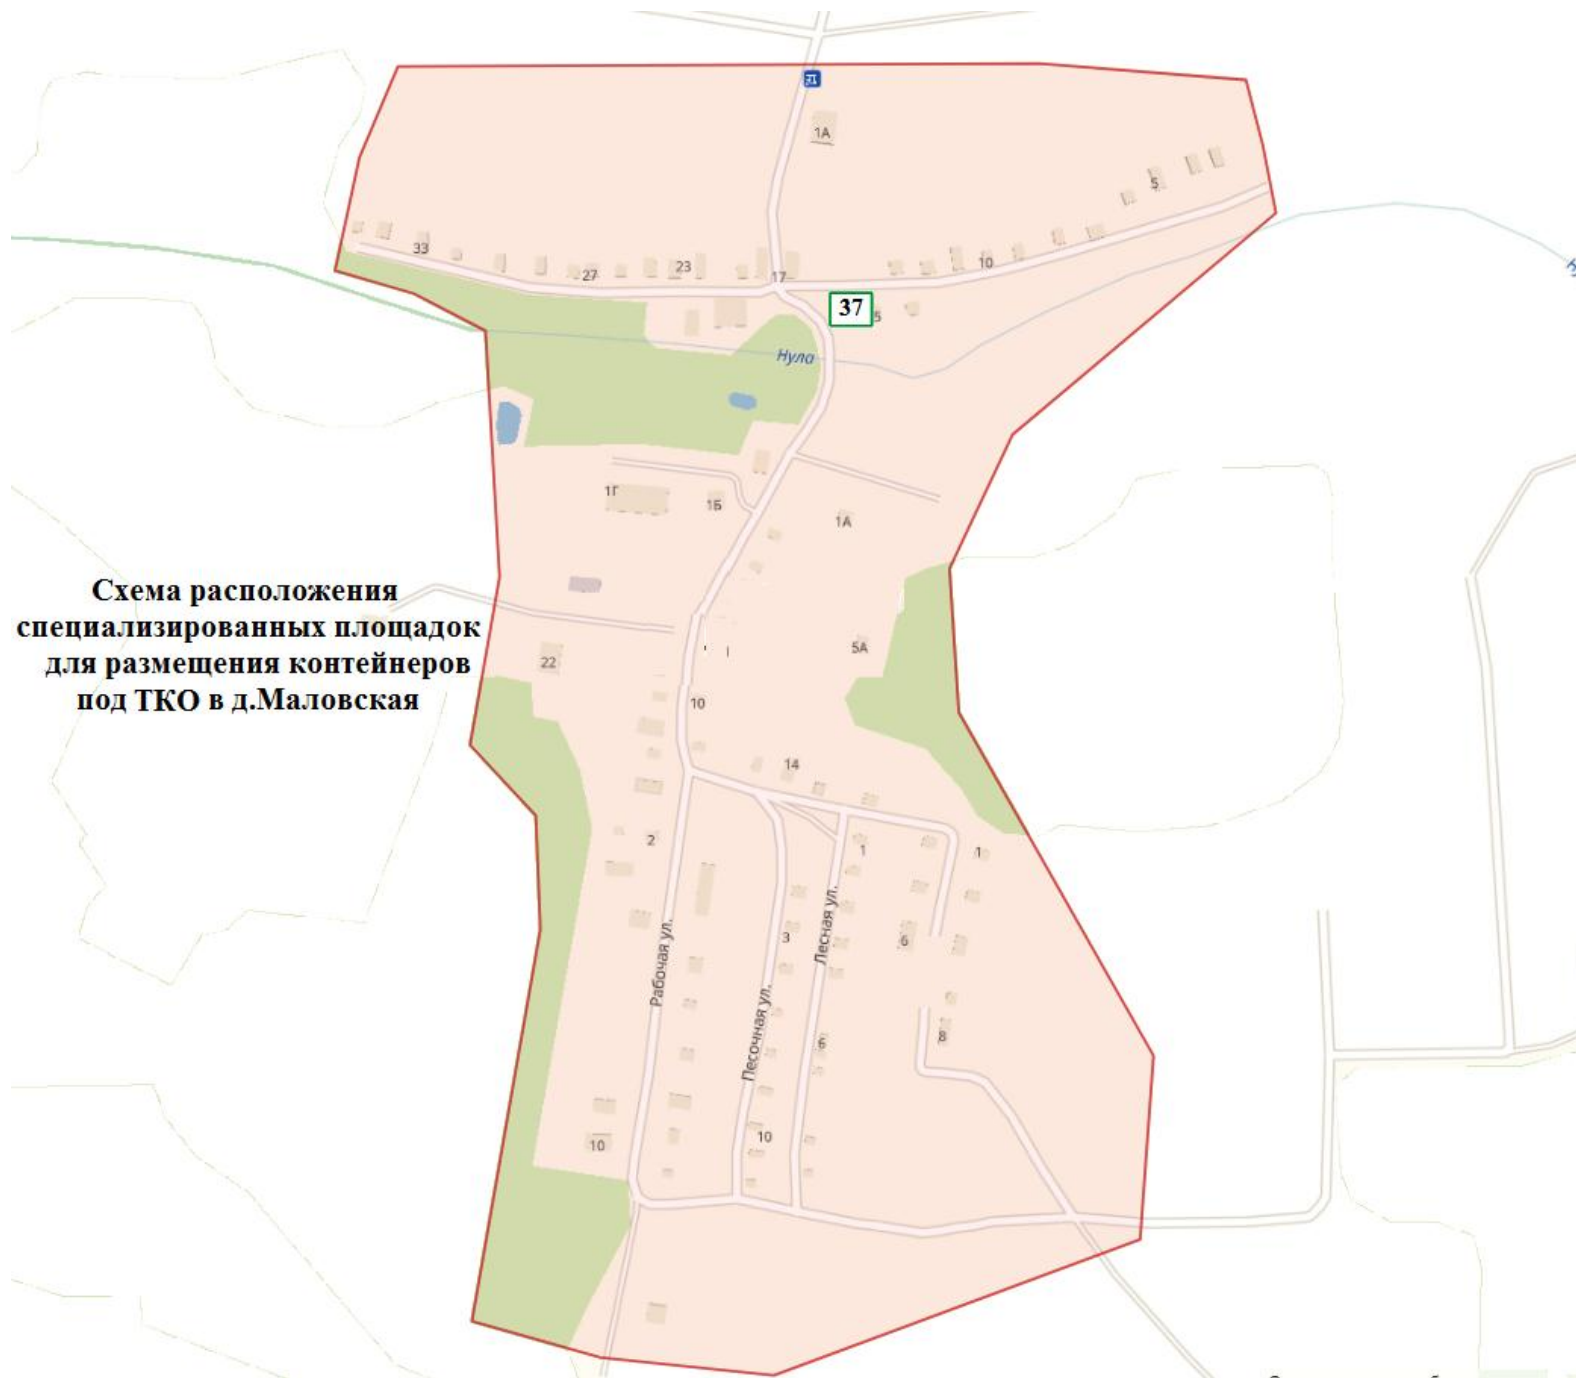 1А
5
33
27
23
17
10
37
5
Нула
1Г
1Б
1А
Схема расположения
специализированных площадок
для размещения контейнеров
под ТКО в д.Маловская
22
5А
10
14
2
1
1
Рабочая ул.
3
Лесная ул.
6
Песочная ул.
6
8
10
10